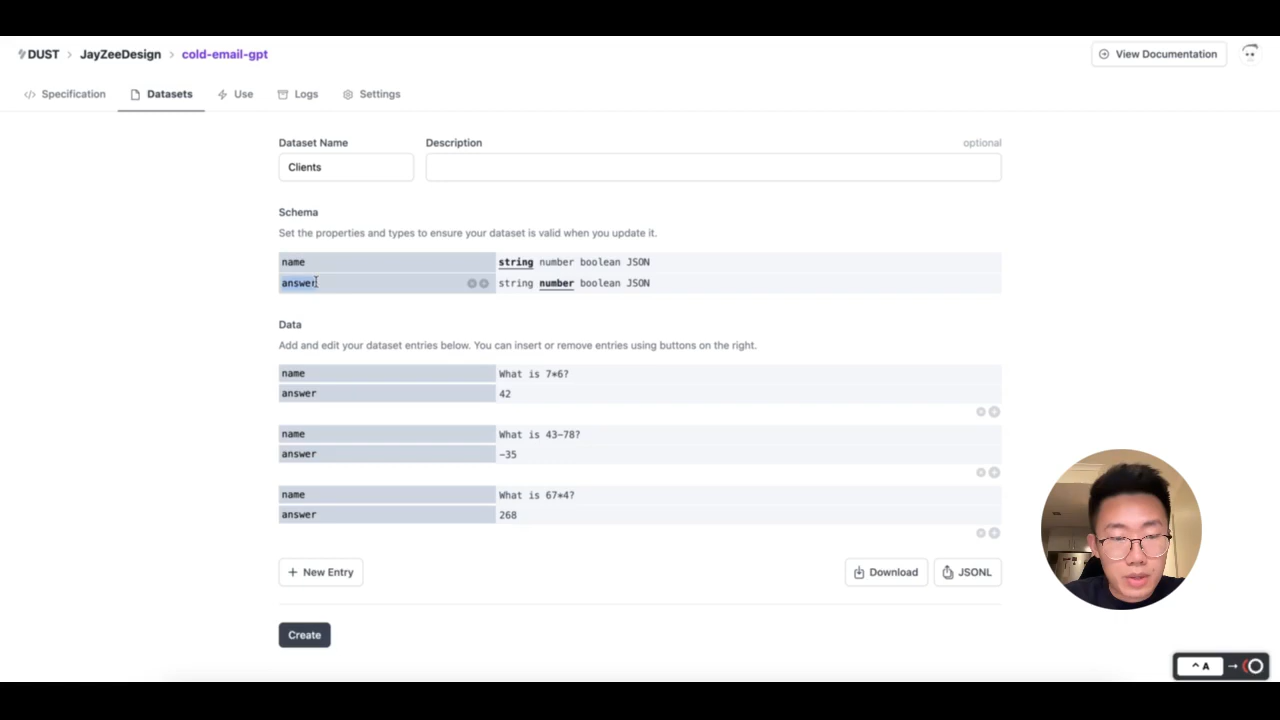 DUST > JayZeeDesign > cold-email-gpt
View Documentation
Specification Datasets Use Logs Settings
Dataset Name Description optional
Clients
Schema
Set the properties and types to ensure your dataset is valid when you update it.
name string number boolean JSON
answer string number boolean JSON
Data
Add and edit your dataset entries below. You can insert or remove entries using buttons on the right.
name What is 7*6?
answer 42
name What is 43-78?
answer -35
name What is 67*4?
answer 268
+ New Entry Download JSONL
Create
^ A →